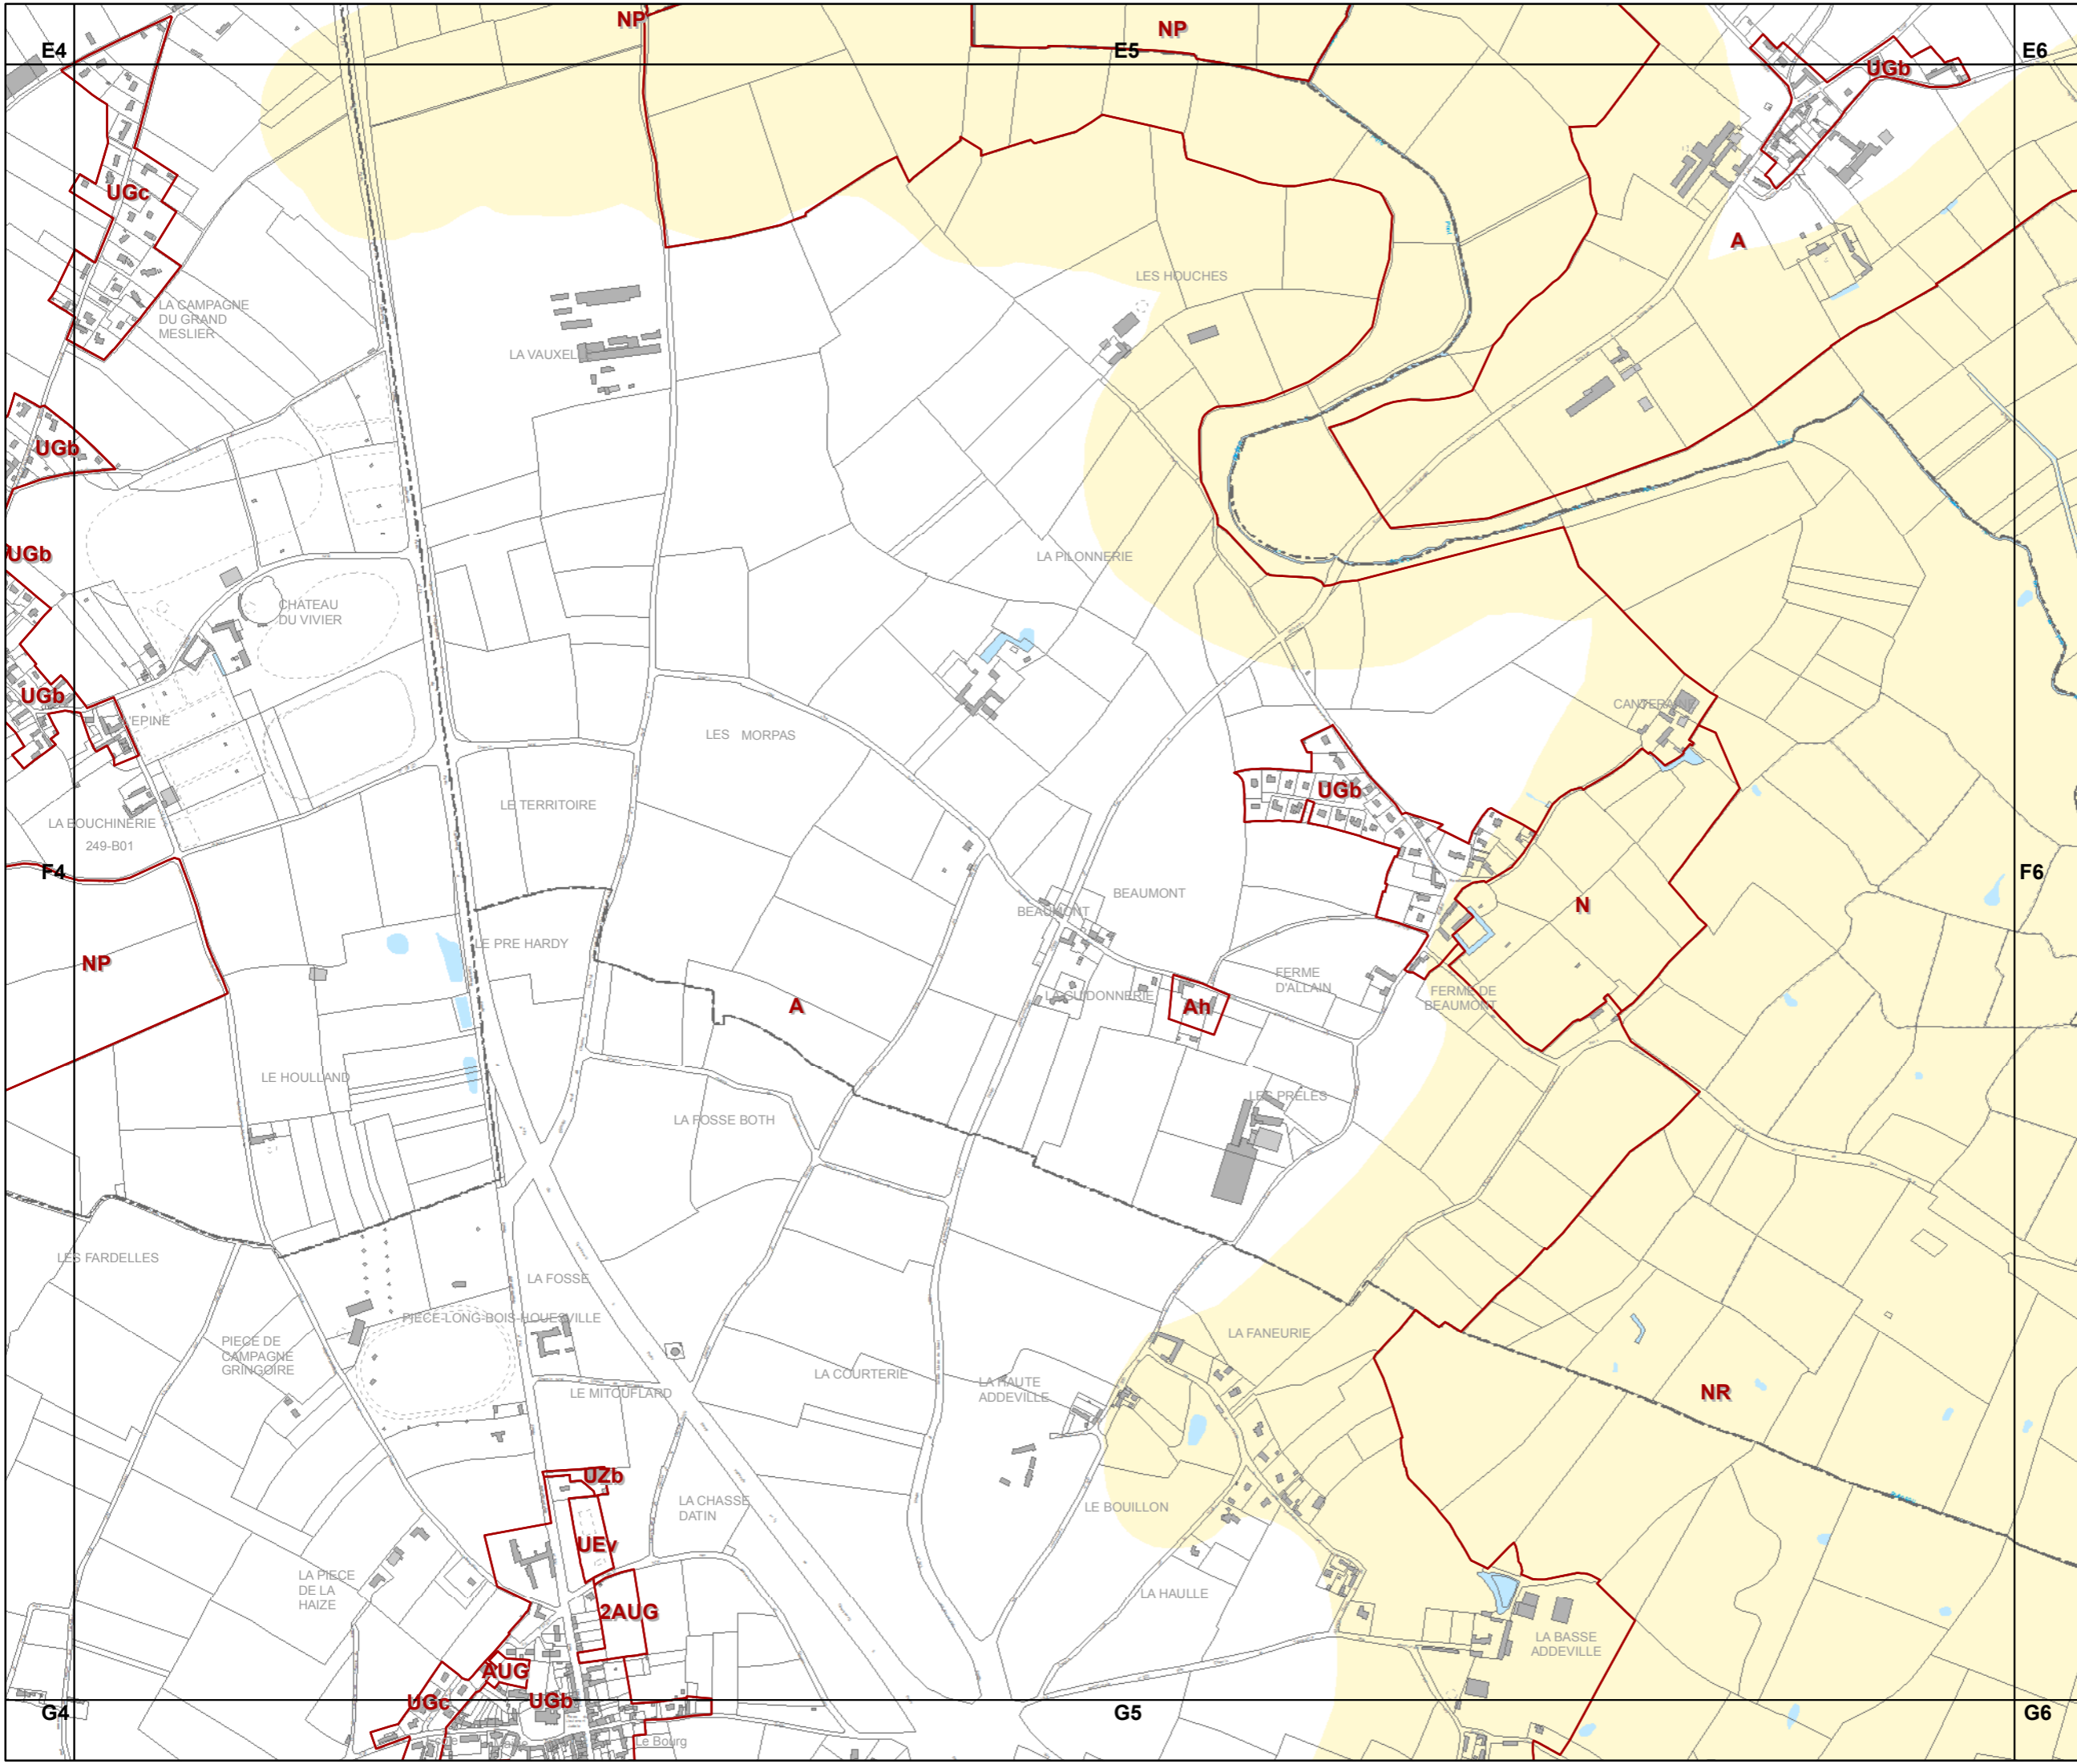 NP
NP
E4
E5
E6
UGb
UGc
A
LES HOUCHES
LA CAMPAGNE
DU GRAND
MESLIER
LA VAUXEL
UGb
UGb
LA PILONNERIE
CHATEAU
DU VIVIER
UGb
L'EPINE
CANTERAINE
LES MORPAS
UGb
LE TERRITOIRE
LA BOUCHINERIE
249-B01
F4
F6
BEAUMONT
BEAUMONT
N
LE PRE HARDY
NP
FERME
D'ALLAIN
LA GUIDONNERIE
Ah
FERME DE
BEAUMONT
A
LE HOULLAND
LES PRELES
LA FOSSE BOTH
LES FARDELLES
LA FOSSE
PIECE-LONG-BOIS-HOUESVILLE
LA FANEURIE
PIECE DE
CAMPAGNE
GRINGOIRE
LA COURTERIE
LA HAUTE
ADDEVILLE
LE MITOUFLARD
NR
UZb
LA CHASSE
DATIN
LE BOUILLON
UEv
LA PIECE
DE LA
HAIZE
LA HAULLE
2AUG
LA BASSE
ADDEVILLE
AUG
UGc
UGb
G4
G5
G6
Le Bourg